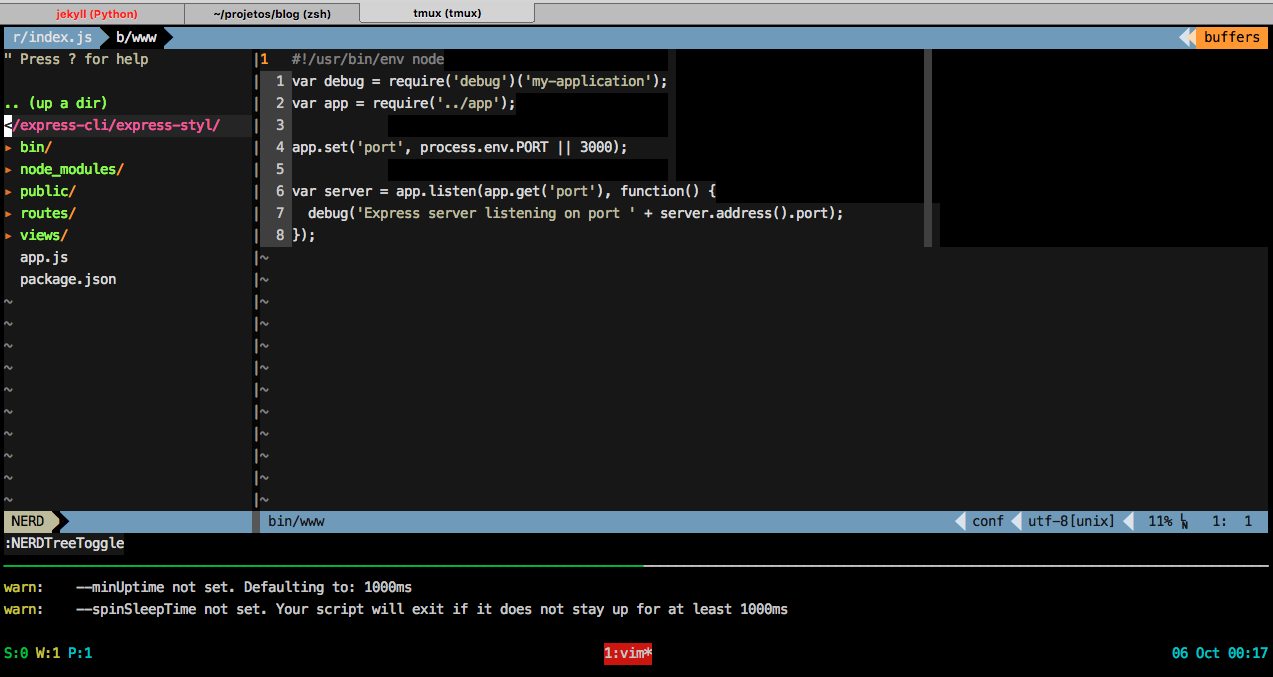 jekyll (Python) ~/projetos/blog (zsh) tmux (tmux)
r/index.js b/www buffers
" Press ? for help
.. (up a dir)
</express-cli/express-styl/
▸ bin/
▸ node_modules/
▸ public/
▸ routes/
▸ views/
app.js
package.json
~
~
~
~
~
~
~
~
~
~
|1 #!/usr/bin/env node
| 1 var debug = require('debug')('my-application');
| 2 var app = require('../app');
| 3
| 4 app.set('port', process.env.PORT || 3000);
| 5
| 6 var server = app.listen(app.get('port'), function() {
| 7   debug('Express server listening on port ' + server.address().port);
| 8 });
|~
|~
|~
|~
|~
|~
|~
|~
|~
|~
|~
|~
NERD bin/www conf utf-8[unix] 11% 1: 1
:NERDTreeToggle
warn: --minUptime not set. Defaulting to: 1000ms
warn: --spinSleepTime not set. Your script will exit if it does not stay up for at least 1000ms
S:0 W:1 P:1 1:vim* 06 Oct 00:17